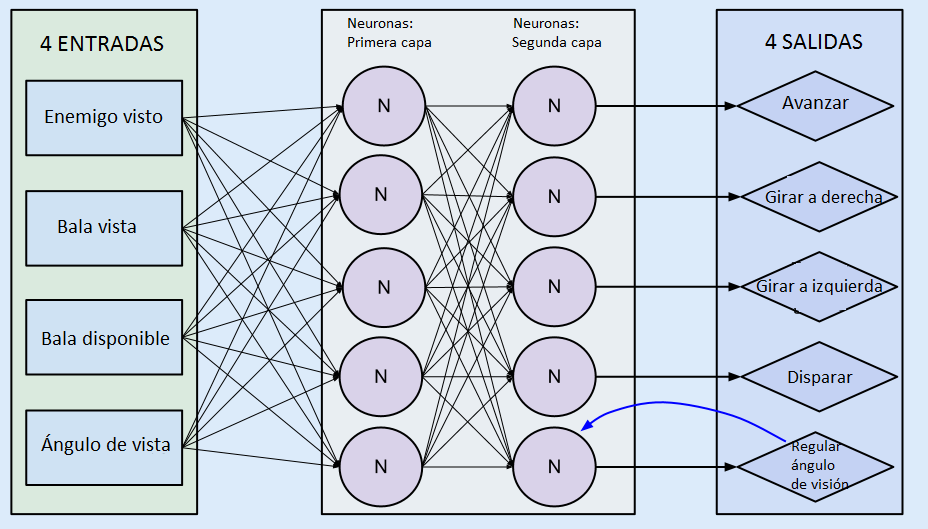 4 ENTRADAS
Enemigo visto
Bala vista
Bala disponible
Ángulo de vista
Neuronas:
Primera capa
N
N
N
N
N
Neuronas:
Segunda capa
N
N
N
N
N
4 SALIDAS
Avanzar
Girar a derecha
Girar a izquierda
Disparar
Regular
ángulo
de visión